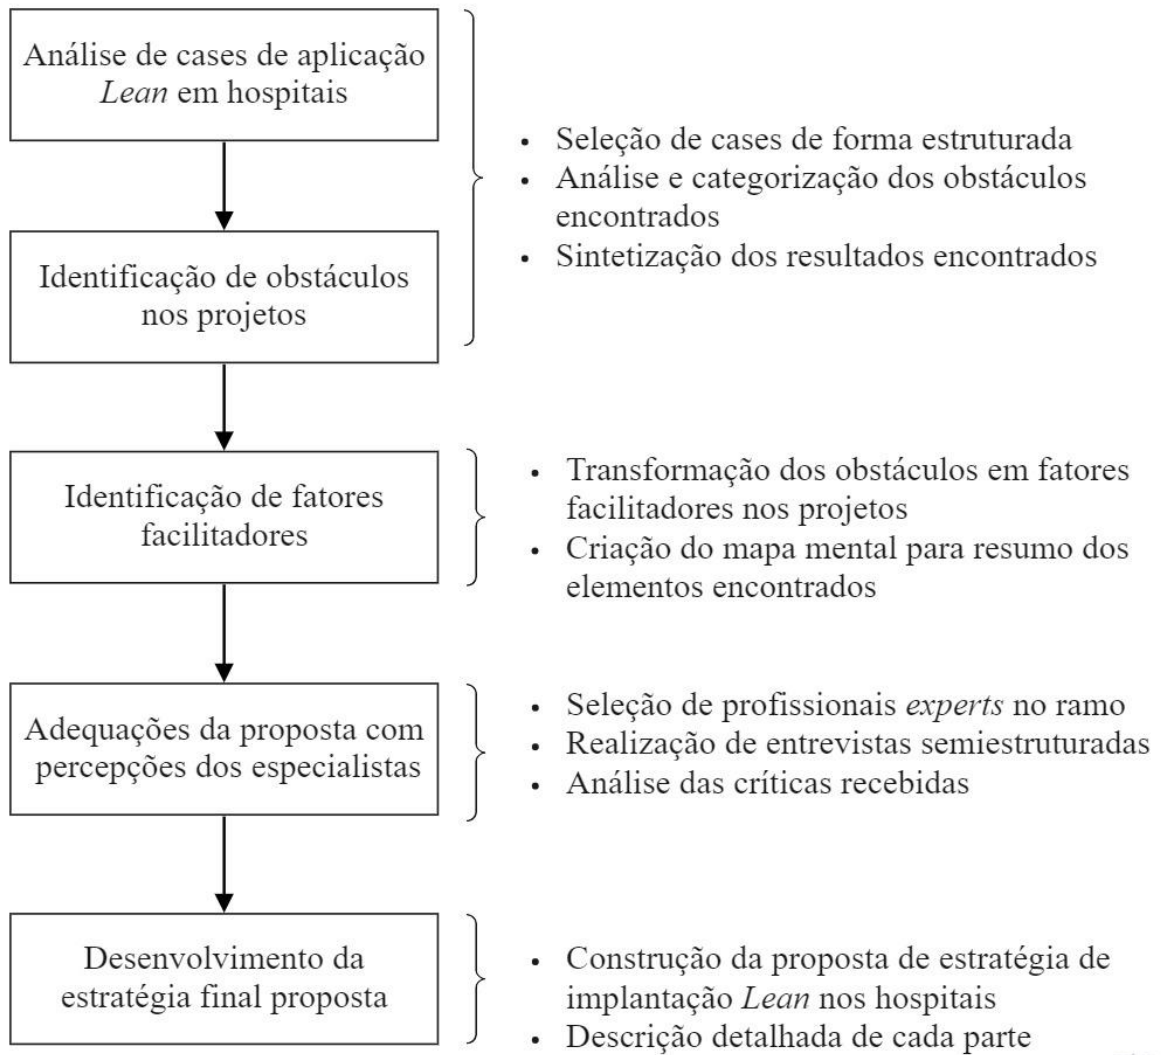 Análise de cases de aplicação
Lean em hospitais
• Seleção de cases de forma estruturada
• Análise e categorização dos obstáculos
encontrados
• Sintetização dos resultados encontrados
Identificação de obstáculos
nos projetos
Identificação de fatores
facilitadores
• Transformação dos obstáculos em fatores
facilitadores nos projetos
• Criação do mapa mental para resumo dos
elementos encontrados
Adequações da proposta com
percepções dos especialistas
• Seleção de profissionais experts no ramo
• Realização de entrevistas semiestruturadas
• Análise das críticas recebidas
Desenvolvimento da
estratégia final proposta
• Construção da proposta de estratégia de
implantação Lean nos hospitais
• Descrição detalhada de cada parte